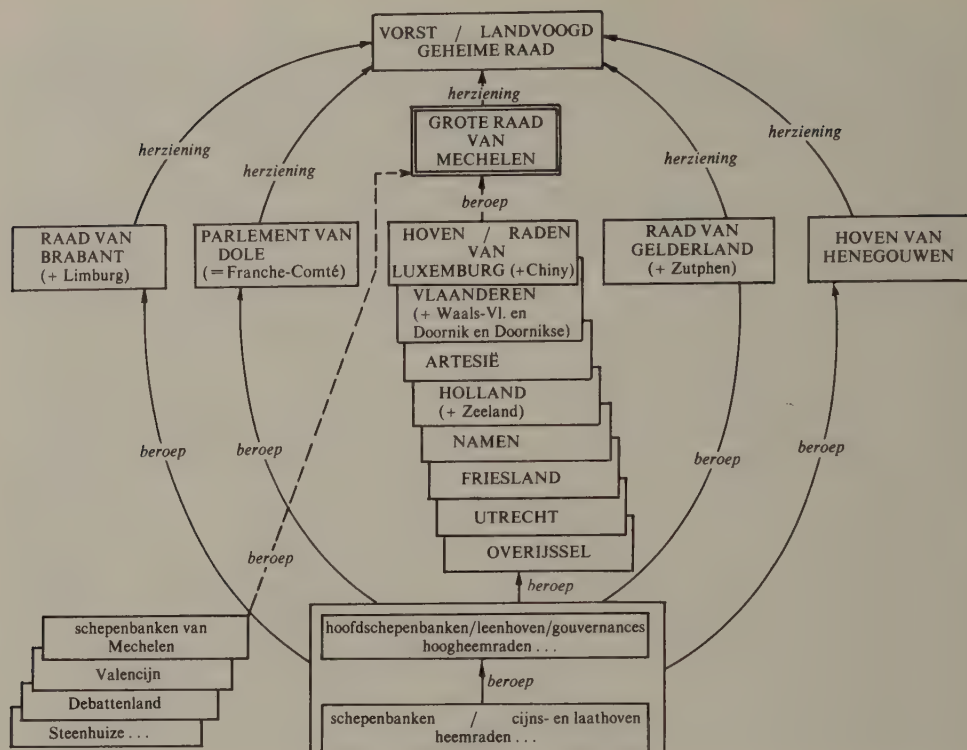 VORST / LANDVOOGD
GEHEIME RAAD
herziening
GROTE RAAD
VAN
MECHELEN
herziening
herziening
herziening
herziening
beroep
RAAD VAN
BRABANT
(+ Limburg)
PARLEMENT VAN
DOLE
(= Franche-Comté)
HOVEN / RADEN
VAN
LUXEMBURG (+Chiny)
RAAD VAN
GELDERLAND
(+ Zutphen)
HOVEN VAN
HENEGOUWEN
VLAANDEREN
(+ Waals-Vl. en
Doornik en Doornikse)
ARTESIË
HOLLAND
(+ Zeeland)
NAMEN
FRIESLAND
UTRECHT
OVERIJSSEL
beroep
beroep
beroep
beroep
beroep
beroep
schepenbanken van
Mechelen
Valencijn
Debattenland
Steenhuize ...
hoofdschepenbanken/leenhoven/gouvernances
hoogheemraden ...
beroep
schepenbanken / cijns- en laathoven
heemraden ...